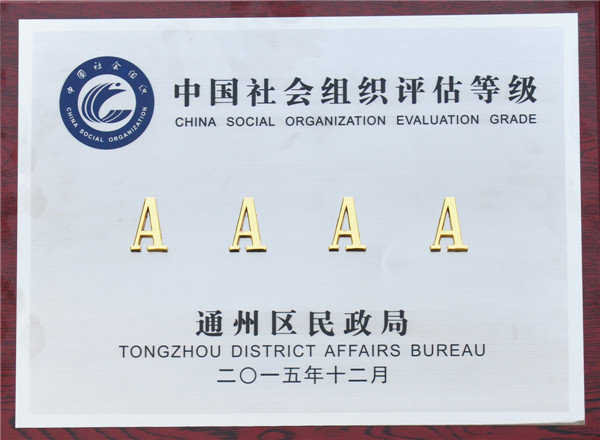 中国社会组织
CHINA SOCIAL ORGANIZATION
中国社会组织评估等级
CHINA SOCIAL ORGANIZATION EVALUATION GRADE
A A A A
通州区民政局
TONGZHOU DISTRICT AFFAIRS BUREAU
二〇一五年十二月